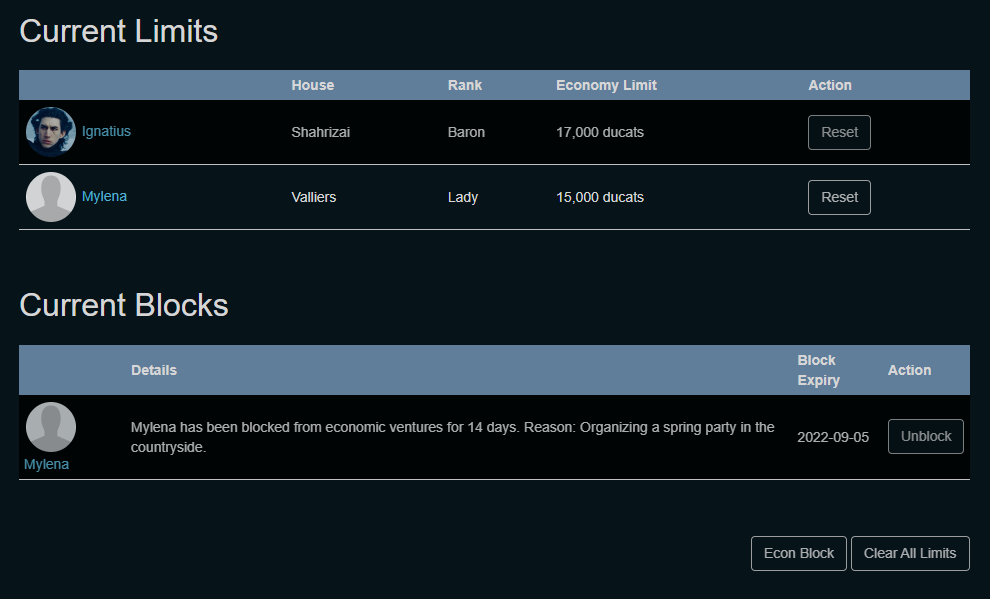 Current Limits
House Rank Economy Limit Action
Ignatius Shahrizai Baron 17,000 ducats Reset
Mylena Valliers Lady 15,000 ducats Reset
Current Blocks
Details Block Expiry Action
Mylena has been blocked from economic ventures for 14 days. Reason: Organizing a spring party in the
countryside.
2022-09-05 Unblock
Mylena
Econ Block Clear All Limits